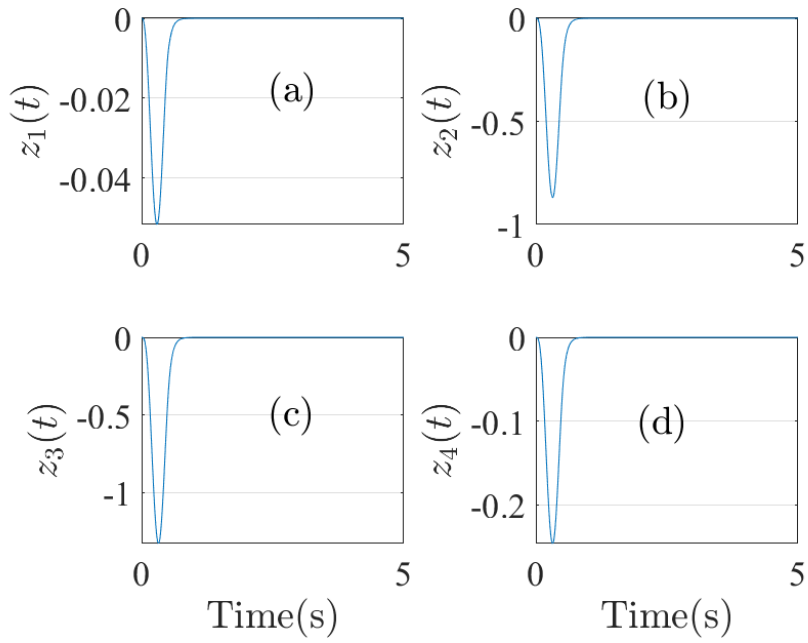 0
-0.02
-0.04
z₁(t)
(a)
0 5
0
-0.5
-1
z₂(t)
(b)
0 5
0
-0.5
-1
z₃(t)
(c)
0 5
Time(s)
0
-0.1
-0.2
z₄(t)
(d)
0 5
Time(s)